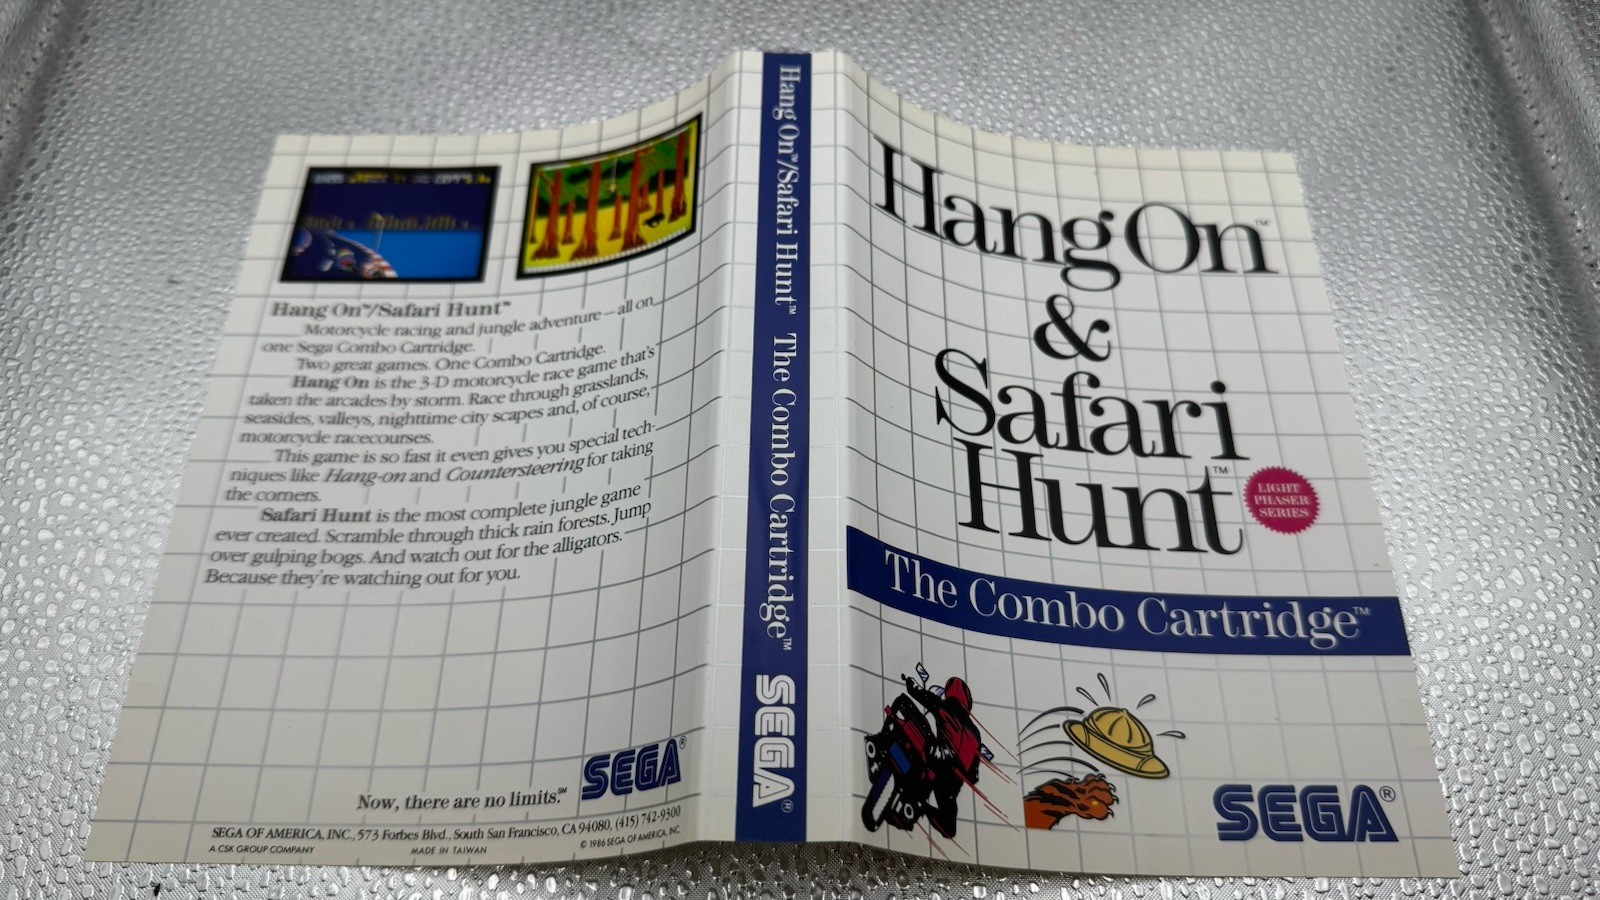 Hang On™/Safari Hunt™
Motorcycle racing and jungle adventure – all on
one Sega Combo Cartridge.
Two great games. One Combo Cartridge.
Hang On is the 3-D motorcycle race game that's
taken the arcades by storm. Race through grasslands,
seasides, valleys, nighttime city scapes and, of course,
motorcycle racecourses.
This game is so fast it even gives you special tech-
niques like Hang-on and Countersteering for taking
the corners.
Safari Hunt is the most complete jungle game
ever created. Scramble through thick rain forests. Jump
over gulping bogs. And watch out for the alligators.
Because they're watching out for you.
Now, there are no limits.℠
SEGA®
SEGA OF AMERICA, INC., 573 Forbes Blvd., South San Francisco, CA 94080, (415) 742-9300
A CSK GROUP COMPANY
MADE IN TAIWAN
© 1986 SEGA OF AMERICA, INC.
Hang On™/Safari Hunt™ The Combo Cartridge™ SEGA®
Hang On™
&
Safari
Hunt™
LIGHT
PHASER
SERIES
The Combo Cartridge™
SEGA®